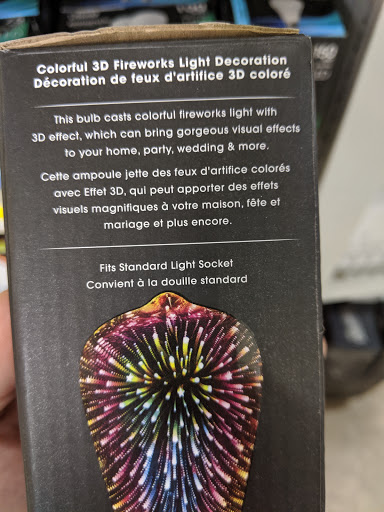 Colorful 3D Fireworks Light Decoration
Décoration de feux d'artifice 3D coloré
This bulb casts colorful fireworks light with
3D effect, which can bring gorgeous visual effects
to your home, party, wedding & more.
Cette ampoule jette des feux d'artifice colorés
avec Effet 3D, qui peut apporter des effets
visuels magnifiques à votre maison, fête et
mariage et plus encore.
Fits Standard Light Socket
Convient à la douille standard